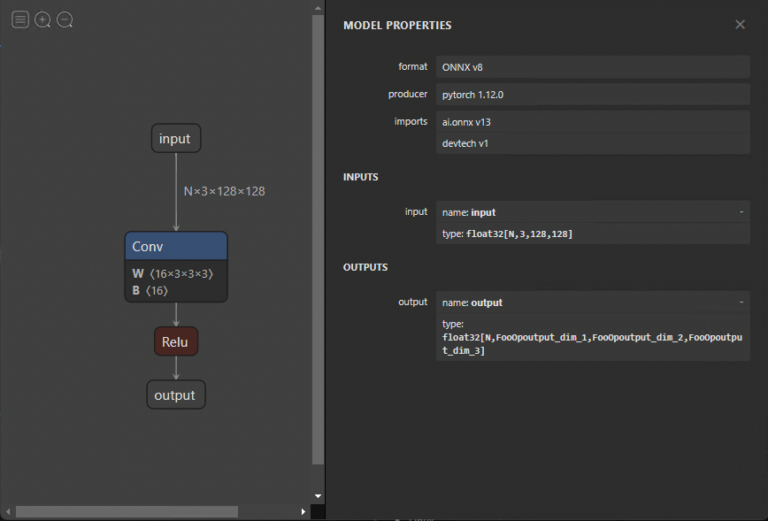 input
N×3×128×128
Conv
W ⟨16×3×3×3⟩
B ⟨16⟩
Relu
output
MODEL PROPERTIES
format ONNX v8
producer pytorch 1.12.0
imports ai.onnx v13
devtech v1
INPUTS
input name: input -
type: float32[N,3,128,128]
OUTPUTS
output name: output -
type:
float32[N,FooOpoutput_dim_1,FooOpoutput_dim_2,FooOpoutpu
t_dim_3]